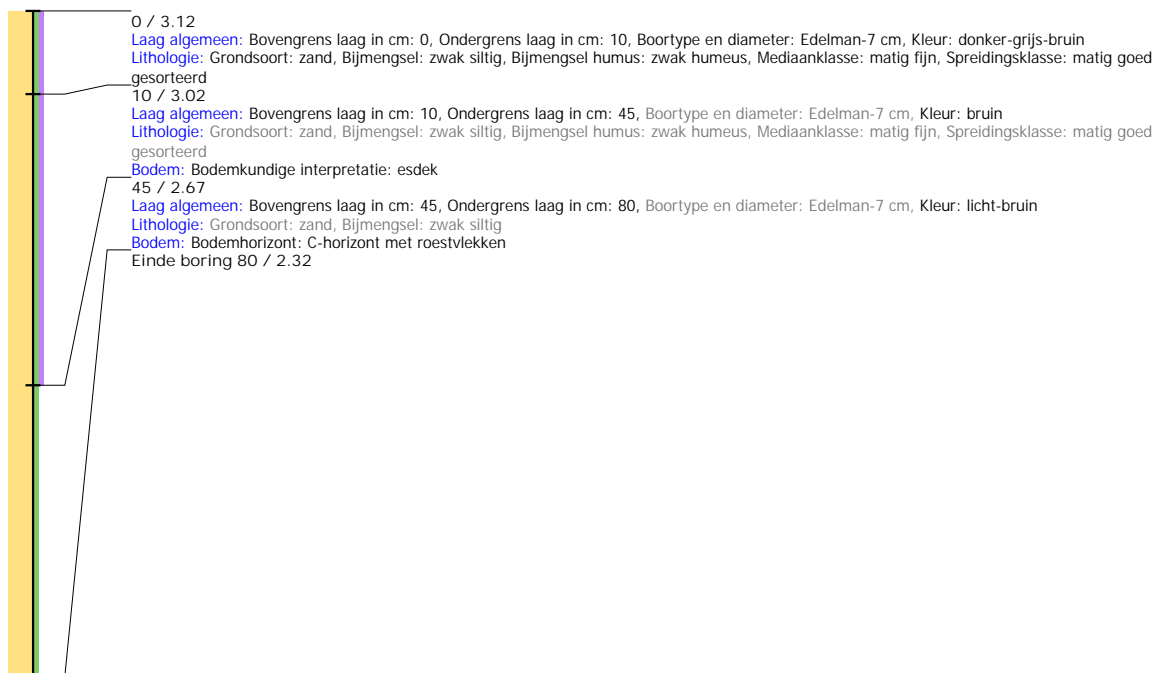 0 / 3.12
Laag algemeen: Bovengrens laag in cm: 0, Ondergrens laag in cm: 10, Boortype en diameter: Edelman-7 cm, Kleur: donker-grijs-bruin
Lithologie: Grondsoort: zand, Bijmengsel: zwak siltig, Bijmengsel humus: zwak humeus, Mediaanklasse: matig fijn, Spreidingsklasse: matig goed
gesorteerd
10 / 3.02
Laag algemeen: Bovengrens laag in cm: 10, Ondergrens laag in cm: 45, Boortype en diameter: Edelman-7 cm, Kleur: bruin
Lithologie: Grondsoort: zand, Bijmengsel: zwak siltig, Bijmengsel humus: zwak humeus, Mediaanklasse: matig fijn, Spreidingsklasse: matig goed
gesorteerd
Bodem: Bodemkundige interpretatie: esdek
45 / 2.67
Laag algemeen: Bovengrens laag in cm: 45, Ondergrens laag in cm: 80, Boortype en diameter: Edelman-7 cm, Kleur: licht-bruin
Lithologie: Grondsoort: zand, Bijmengsel: zwak siltig
Bodem: Bodemhorizont: C-horizont met roestvlekken
Einde boring 80 / 2.32